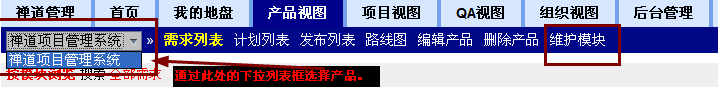 禅道管理 首页 我的地盘 产品视图 项目视图 QA视图 组织视图 后台管理
禅道项目管理系统 » 需求列表 计划列表 发布列表 路线图 编辑产品 删除产品 维护模块
禅道项目管理系统
按模块浏览 搜索 全部需求 通过此处的下拉列表框选择产品。